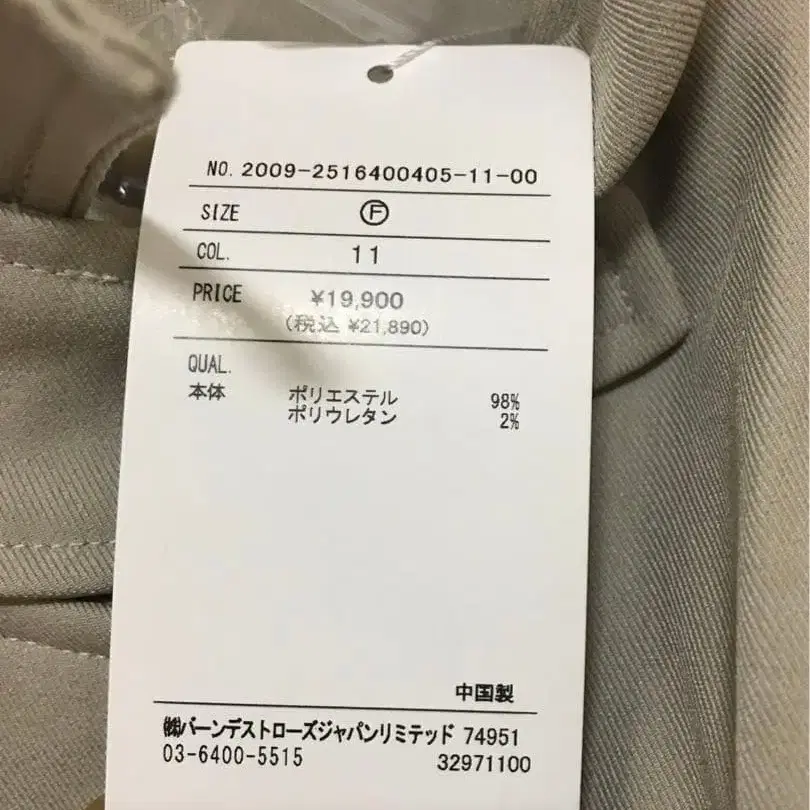 NO. 2009-2516400405-11-00
SIZE Ⓕ
COL. 11
PRICE ¥19,900
(税込 ¥21,890)
QUAL.
本体 ポリエステル 98%
ポリウレタン 2%
中国製
㈱バーンデストローズジャパンリミテッド 74951
03-6400-5515 32971100